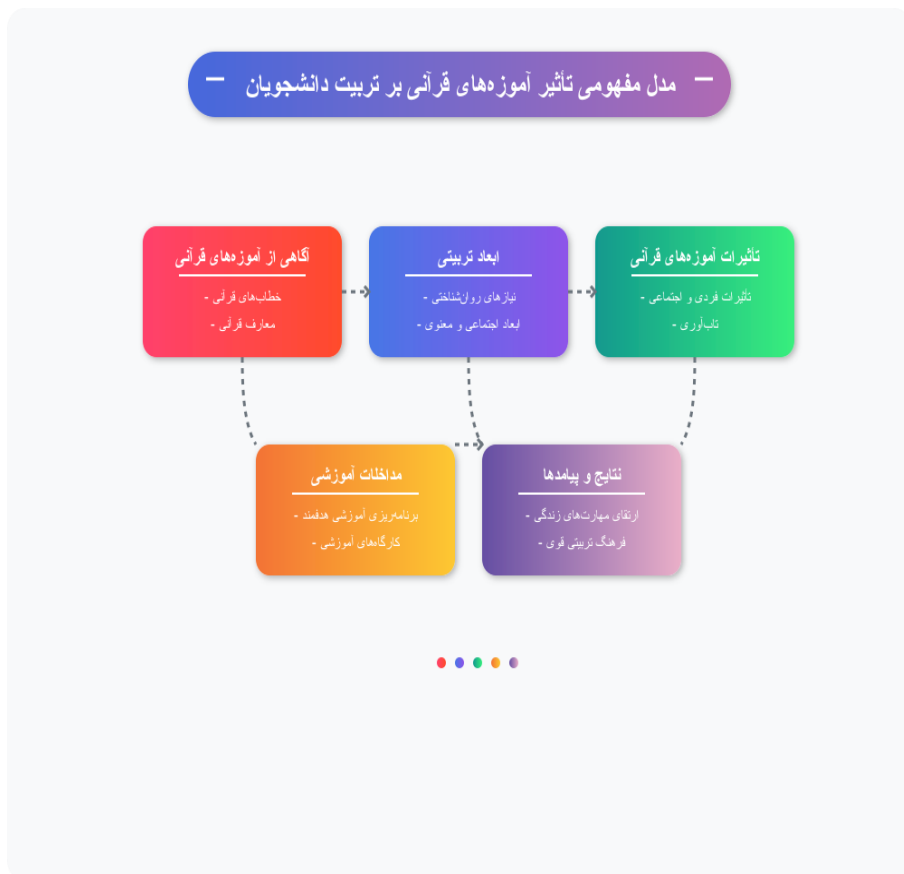 مدل مفهومی تأثیر آموزه‌های قرآنی بر تربیت دانشجویان
آگاهی از آموزه‌های قرآنی
- خطاب‌های قرآنی
- معارف قرآنی
ابعاد تربیتی
- نیازهای روان‌شناختی
- ابعاد اجتماعی و معنوی
تأثیرات آموزه‌های قرآنی
- تأثیرات فردی و اجتماعی
- تاب‌آوری
مداخلات آموزشی
- برنامه‌ریزی آموزشی هدفمند
- کارگاه‌های آموزشی
نتایج و پیامدها
- ارتقای مهارت‌های زندگی
- فرهنگ تربیتی قوی